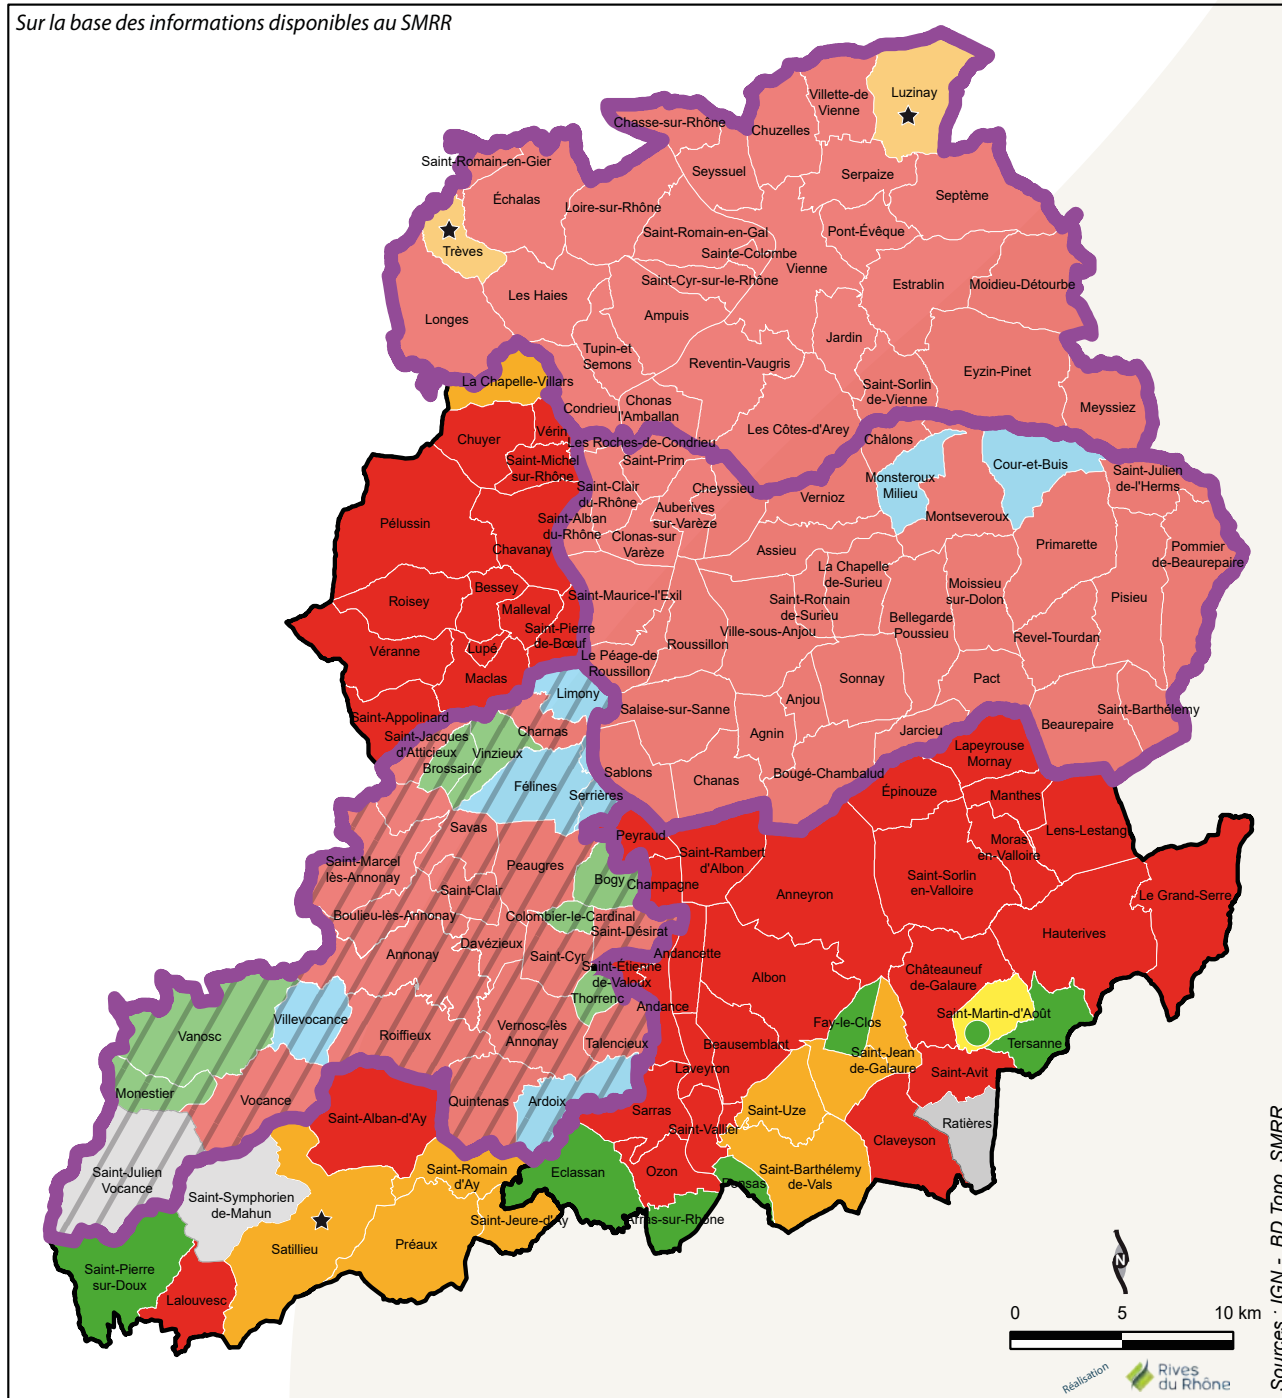 Sur la base des informations disponibles au SMRR
Luzinay
Villette-de
Vienne
Chasse-sur-Rhône
Chuzelles
Saint-Romain-en-Gier
Seyssuel
Serpaize
Septème
Échalas
Loire-sur-Rhône
Saint-Romain-en-Gal
Pont-Évêque
Trèves
Sainte-Colombe
Vienne
Saint-Cyr-sur-le-Rhône
Estrablin
Moidieu-Détourbe
Les Haies
Longes
Ampuis
Jardin
Tupin-et
Semons
Reventin-Vaugris
Eyzin-Pinet
La Chapelle-Villars
Saint-Sorlin
de-Vienne
Condrieu
Chonas
l'Amballan
Meyssiez
Les Côtes-d'Arey
Chuyer
Vérin
Les Roches-de-Condrieu
Châlons
Saint-Michel
sur-Rhône
Saint-Prim
Cour-et-Buis
Saint-Julien
de-l'Herms
Monsteroux
Milieu
Saint-Clair
du-Rhône
Cheyssieu
Vernioz
Auberives
sur-Varèze
Montseveroux
Pélussin
Saint-Alban
du-Rhône
Clonas-sur
Varèze
Chavanay
Assieu
Primarette
Pommier
de-Beaurepaire
La Chapelle
de-Surieu
Bessey
Moissieu
sur-Dolon
Roisey
Malleval
Saint-Maurice-l'Exil
Saint-Romain
de-Surieu
Pisieu
Bellegarde
Poussieu
Saint-Pierre
de-Bœuf
Ville-sous-Anjou
Revel-Tourdan
Véranne
Lupé
Roussillon
Le Péage-de
Roussillon
Maclas
Sonnay
Pact
Limony
Anjou
Saint-Appolinard
Salaise-sur-Sanne
Saint-Barthélemy
Beaurepaire
Saint-Jacques
d'Atticieux
Charnas
Agnin
Jarcieu
Vinzieux
Brossainc
Lapeyrouse
Mornay
Félines
Sablons
Chanas
Bougé-Chambalud
Serrières
Épinouze
Manthes
Savas
Peyraud
Lens-Lestang
Moras
en-Valloire
Saint-Marcel
lès-Annonay
Peaugres
Saint-Rambert
d'Albon
Saint-Sorlin
en-Valloire
Bogy
Champagne
Saint-Clair
Anneyron
Le Grand-Serre
Boulieu-lès-Annonay
Colombier-le-Cardinal
Saint-Désirat
Hauterives
Davézieux
Annonay
Saint-Cyr
Andancette
Saint-Étienne
de-Valoux
Albon
Châteauneuf
de-Galaure
Thorrenc
Andance
Saint-Martin-d'Août
Villevocance
Fay-le-Clos
Vanosc
Roiffieux
Vernosc-lès
Annonay
Talencieux
Beausemblant
Tersanne
Saint-Jean
de-Galaure
Laveyron
Saint-Avit
Monestier
Vocance
Quintenas
Ardoix
Saint-Alban-d'Ay
Sarras
Saint-Uze
Saint-Vallier
Ratières
Claveyson
Saint-Julien
Vocance
Saint-Romain
d'Ay
Eclassan
Ozon
Saint-Barthélemy
de-Vals
Ponsas
Saint-Symphorien
de-Mahun
Saint-Jeure-d'Ay
Arras-sur-Rhône
Satillieu
Préaux
Saint-Pierre
sur-Doux
Lalouvesc
N
0 5 10 km
Réalisation
Rives
du Rhône
Sources : IGN - BD Topo, SMRR